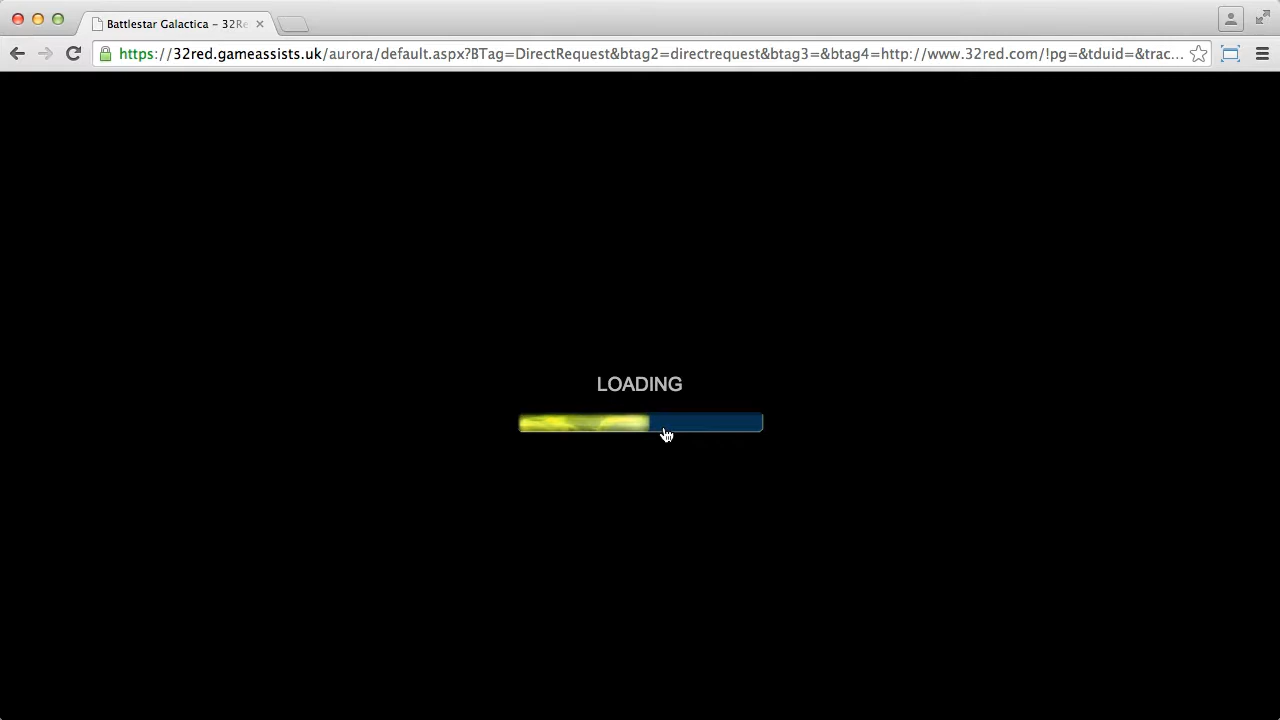 Battlestar Galactica – 32Re
https://32red.gameassists.uk/aurora/default.aspx?BTag=DirectRequest&btag2=directrequest&btag3=&btag4=http://www.32red.com/!pg=&tduid=&trac...
LOADING